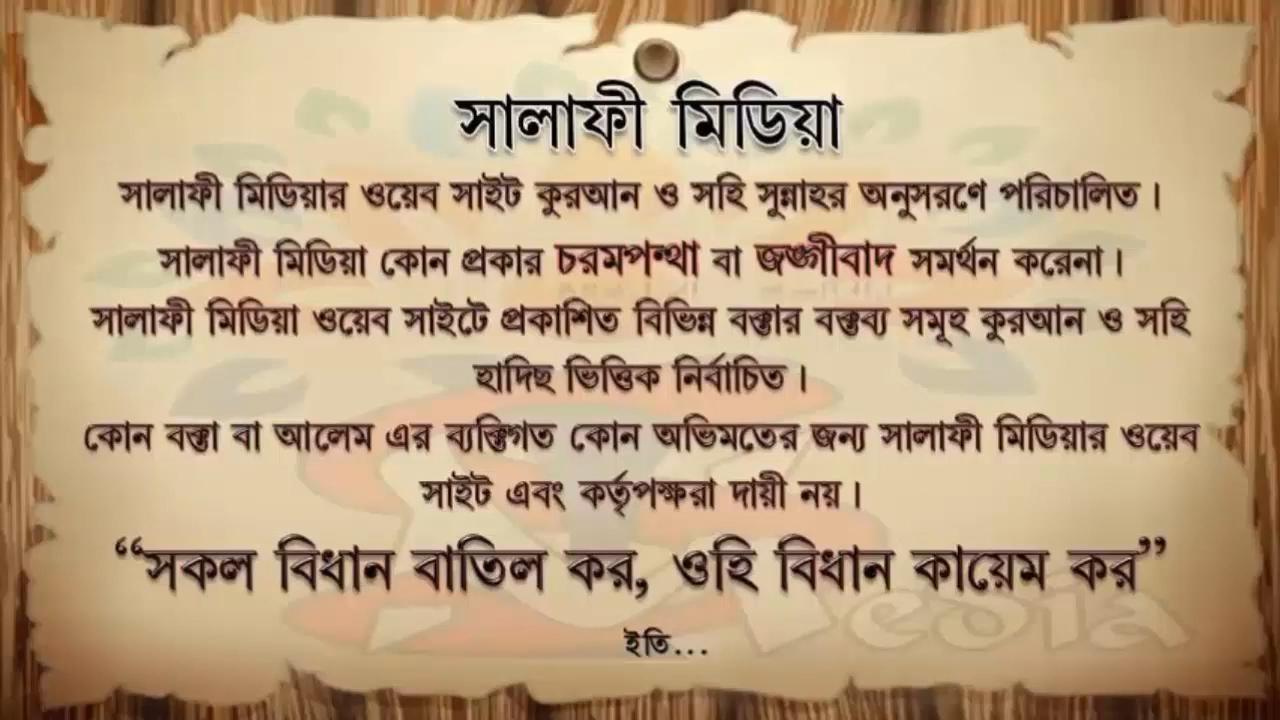 সালাফী মিডিয়া
সালাফী মিডিয়ার ওয়েব সাইট কুরআন ও সহি সুন্নাহর অনুসরণে পরিচালিত।
সালাফী মিডিয়া কোন প্রকার চরমপন্থা বা জঙ্গীবাদ সমর্থন করেনা।
সালাফী মিডিয়া ওয়েব সাইটে প্রকাশিত বিভিন্ন বক্তার বক্তব্য সমূহ কুরআন ও সহি
হাদিছ ভিত্তিক নির্বাচিত।
কোন বক্তা বা আলেম এর ব্যক্তিগত কোন অভিমতের জন্য সালাফী মিডিয়ার ওয়েব
সাইট এবং কর্তৃপক্ষরা দায়ী নয়।
“সকল বিধান বাতিল কর, ওহি বিধান কায়েম কর”
edia
ইতি...